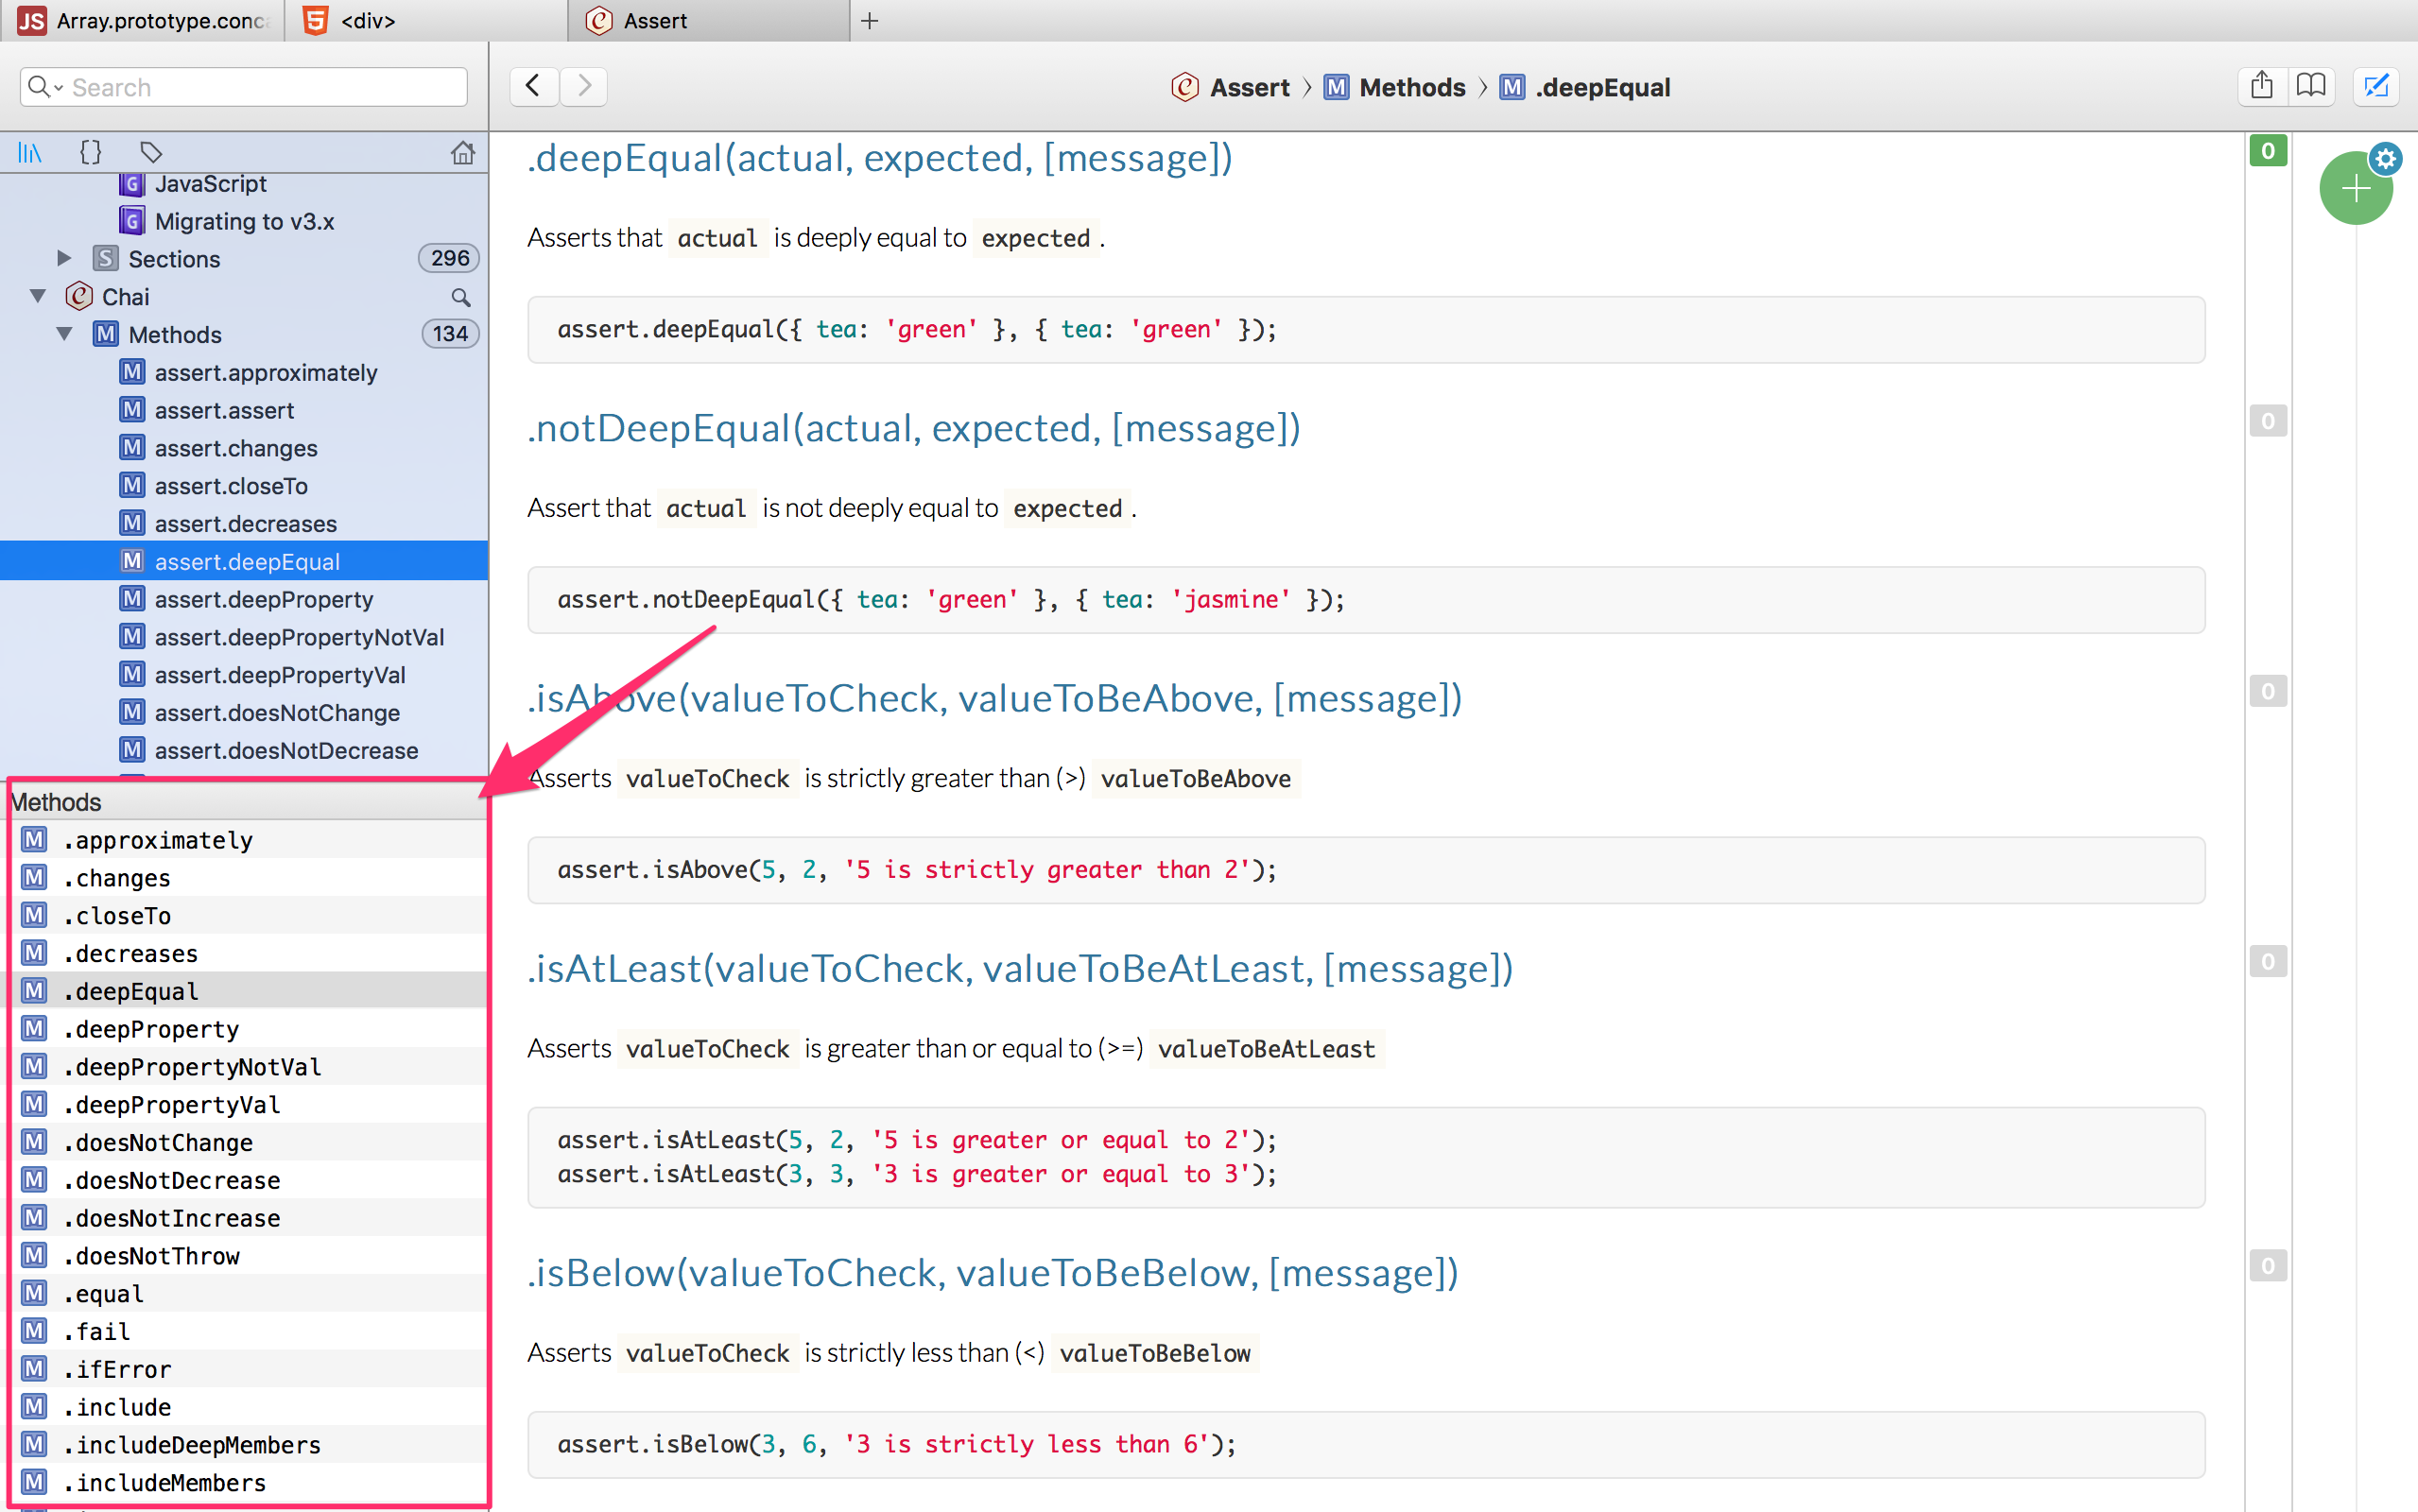 JS Array.prototype.conca
<div>
Assert
Search
Assert 〉 M Methods 〉 M .deepEqual
G JavaScript
G Migrating to v3.x
S Sections 296
Chai
M Methods 134
M assert.approximately
M assert.assert
M assert.changes
M assert.closeTo
M assert.decreases
M assert.deepEqual
M assert.deepProperty
M assert.deepPropertyNotVal
M assert.deepPropertyVal
M assert.doesNotChange
M assert.doesNotDecrease
Methods
M .approximately
M .changes
M .closeTo
M .decreases
M .deepEqual
M .deepProperty
M .deepPropertyNotVal
M .deepPropertyVal
M .doesNotChange
M .doesNotDecrease
M .doesNotIncrease
M .doesNotThrow
M .equal
M .fail
M .ifError
M .include
M .includeDeepMembers
M .includeMembers
.deepEqual(actual, expected, [message]) 0
Asserts that actual is deeply equal to expected .
assert.deepEqual({ tea: 'green' }, { tea: 'green' });
.notDeepEqual(actual, expected, [message]) 0
Assert that actual is not deeply equal to expected .
assert.notDeepEqual({ tea: 'green' }, { tea: 'jasmine' });
.isAbove(valueToCheck, valueToBeAbove, [message]) 0
Asserts valueToCheck is strictly greater than (>) valueToBeAbove
assert.isAbove(5, 2, '5 is strictly greater than 2');
.isAtLeast(valueToCheck, valueToBeAtLeast, [message]) 0
Asserts valueToCheck is greater than or equal to (>=) valueToBeAtLeast
assert.isAtLeast(5, 2, '5 is greater or equal to 2');
assert.isAtLeast(3, 3, '3 is greater or equal to 3');
.isBelow(valueToCheck, valueToBeBelow, [message]) 0
Asserts valueToCheck is strictly less than (<) valueToBeBelow
assert.isBelow(3, 6, '3 is strictly less than 6');